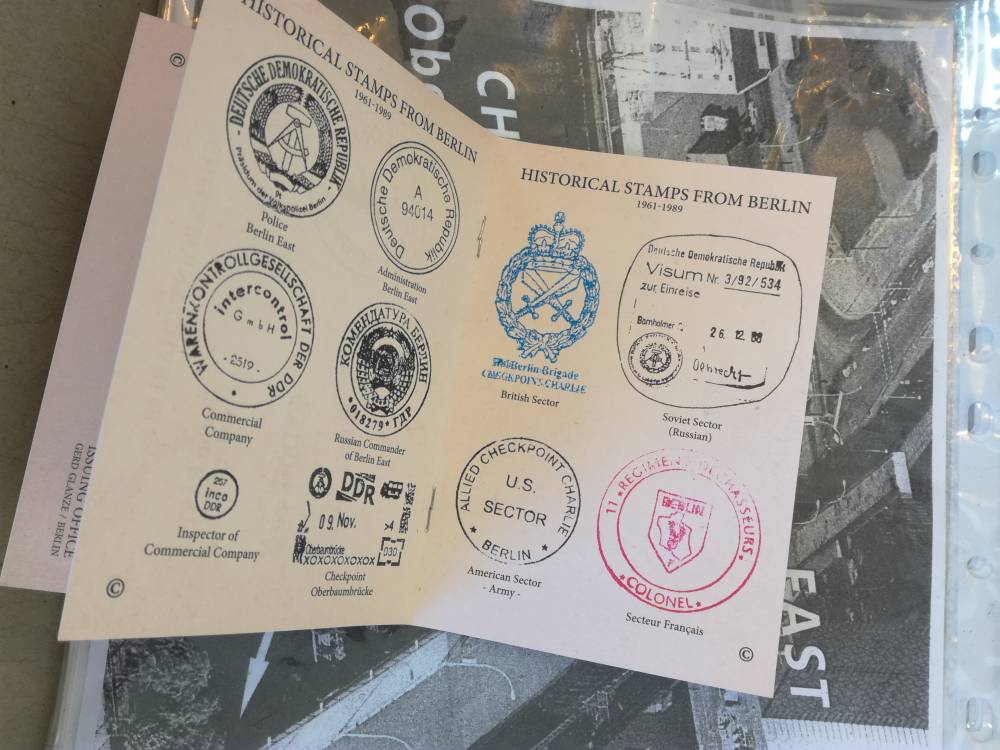 HISTORICAL STAMPS FROM BERLIN
1961-1989
DEUTSCHE DEMOKRATISCHE REPUBLIK
Präsidium der Volkspolizei Berlin
Police
Berlin East
Deutsche Demokratische Republik
A
94014
Administration
Berlin East
WARENKONTROLLGESELLSCHAFT DER DDR
intercontrol
GmbH
· 2519 ·
Commercial
Company
КОМЕНДАТУРА БЕРЛИН
*018279* ГДР
Russian Commander
of Berlin East
267
inco
DDR
Inspector of
Commercial Company
DDR
09. Nov.
Oberbaumbrücke
XOXOXOXOXOX
030
Checkpoint
Oberbaumbrücke
©
HISTORICAL STAMPS FROM BERLIN
1961-1989
Berlin-Brigade
CHECKPOINT-CHARLIE
British Sector
Deutsche Demokratische Republik
Visum Nr. 3/92/534
zur Einreise
Bornholmer
26. 12. 88
Soviet Sector
(Russian)
ALLIED CHECKPOINT CHARLIE
U.S.
SECTOR
* BERLIN *
American Sector
- Army -
11 * REGIMENT DE CHASSEURS *
BERLIN
* COLONEL *
Secteur Français
©
©
ISSUING OFFICE
GERD GLANZE / BERLIN
CH
Ob
EAST